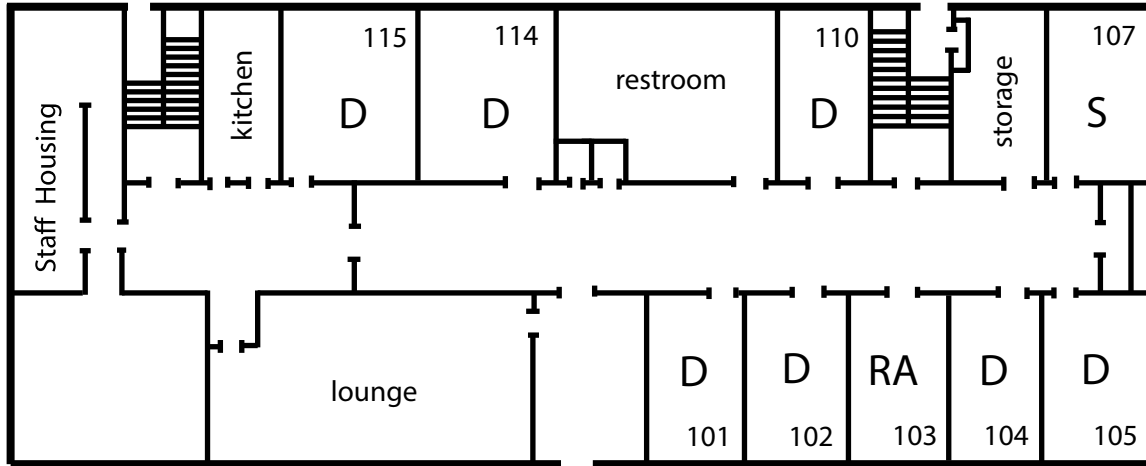 115
114
110
107
restroom
kitchen
storage
D
D
D
S
Staff Housing
lounge
D
D
RA
D
D
101
102
103
104
105